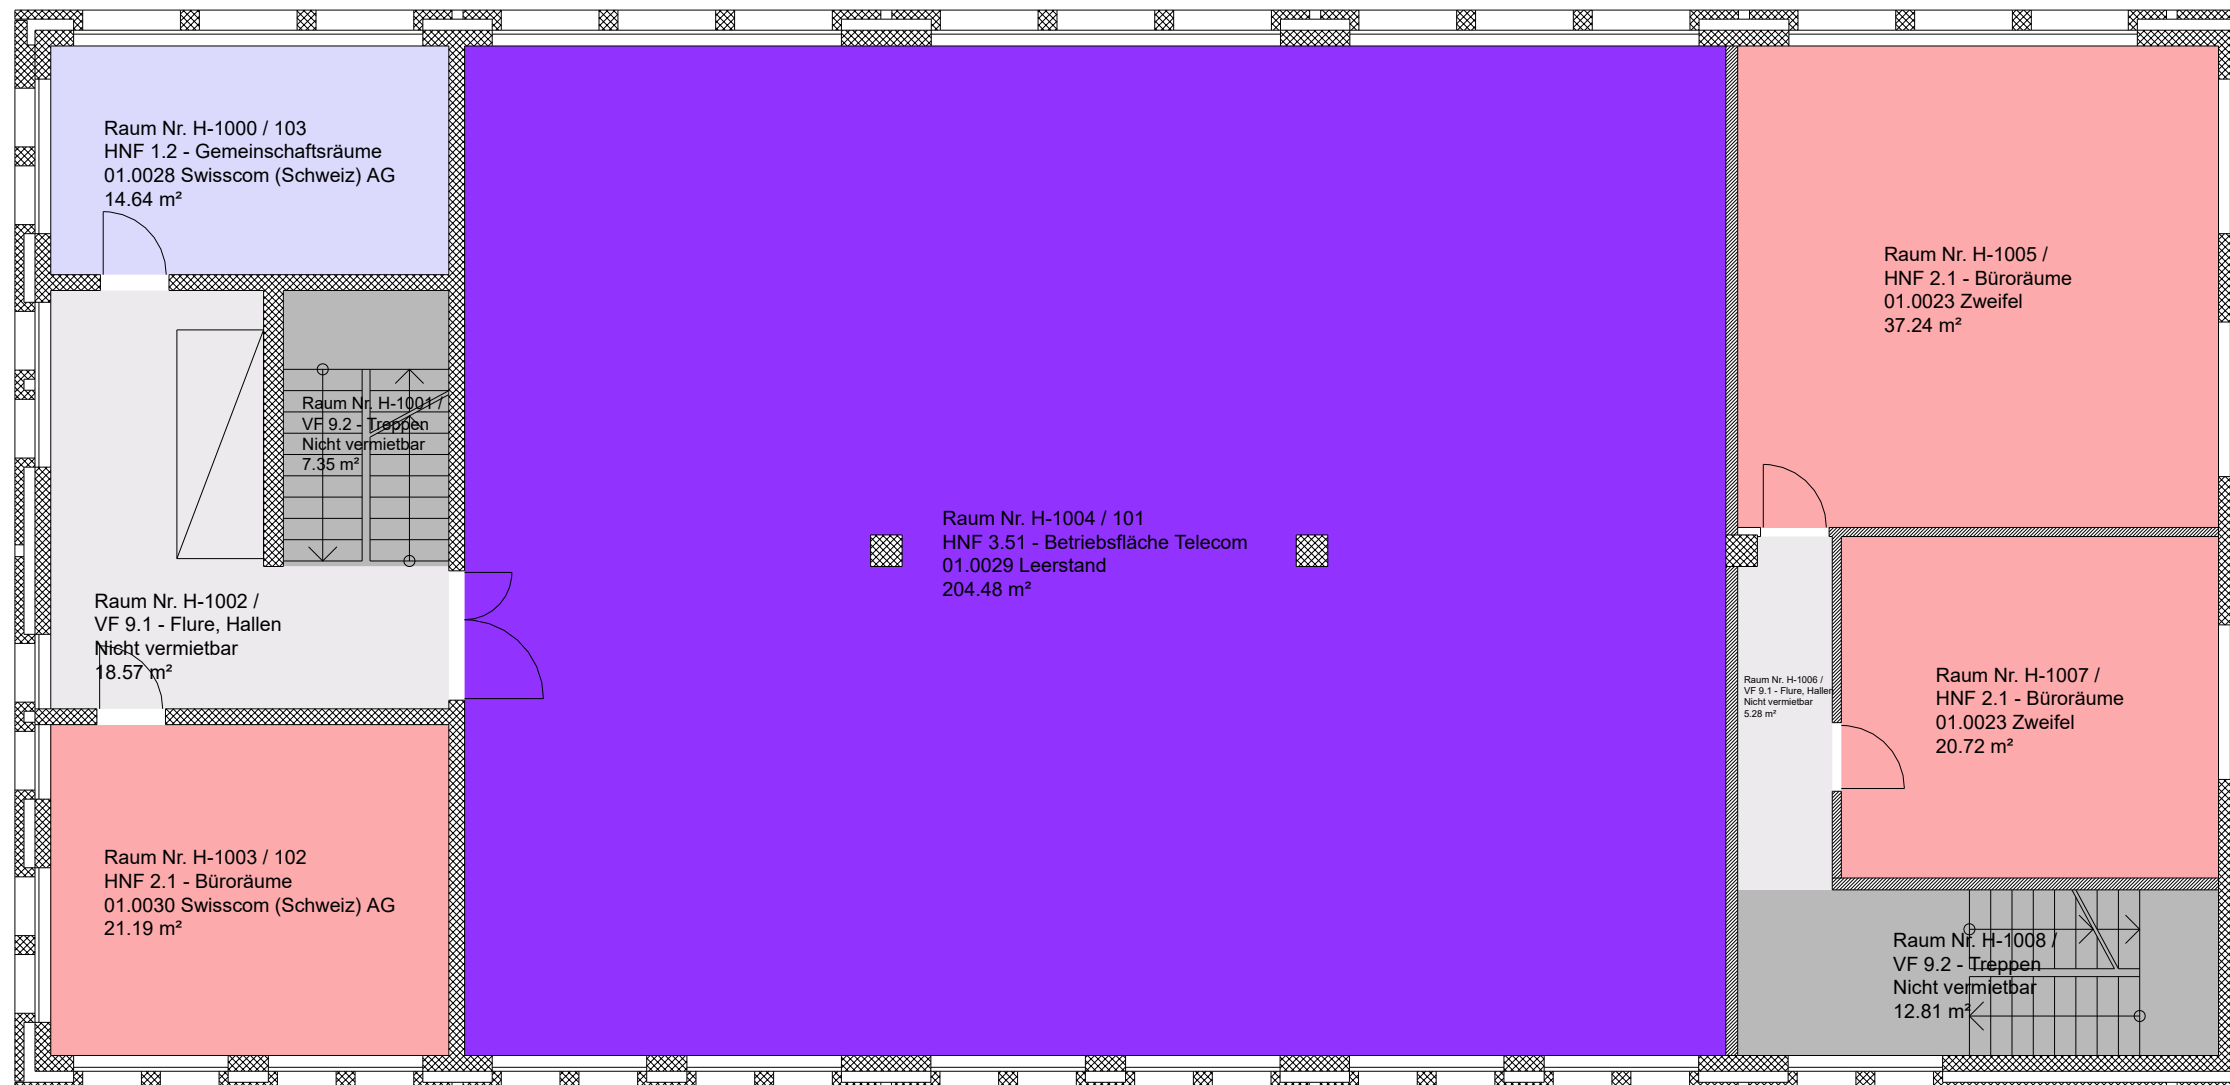 Raum Nr. H-1000 / 103
HNF 1.2 - Gemeinschaftsräume
01.0028 Swisscom (Schweiz) AG
14.64 m²
Raum Nr. H-1001 /
VF 9.2 - Treppen
Nicht vermietbar
7.35 m²
Raum Nr. H-1002 /
VF 9.1 - Flure, Hallen
Nicht vermietbar
18.57 m²
Raum Nr. H-1003 / 102
HNF 2.1 - Büroräume
01.0030 Swisscom (Schweiz) AG
21.19 m²
Raum Nr. H-1004 / 101
HNF 3.51 - Betriebsfläche Telecom
01.0029 Leerstand
204.48 m²
Raum Nr. H-1005 /
HNF 2.1 - Büroräume
01.0023 Zweifel
37.24 m²
Raum Nr. H-1006 /
VF 9.1 - Flure, Hallen
Nicht vermietbar
5.28 m²
Raum Nr. H-1007 /
HNF 2.1 - Büroräume
01.0023 Zweifel
20.72 m²
Raum Nr. H-1008 /
VF 9.2 - Treppen
Nicht vermietbar
12.81 m²